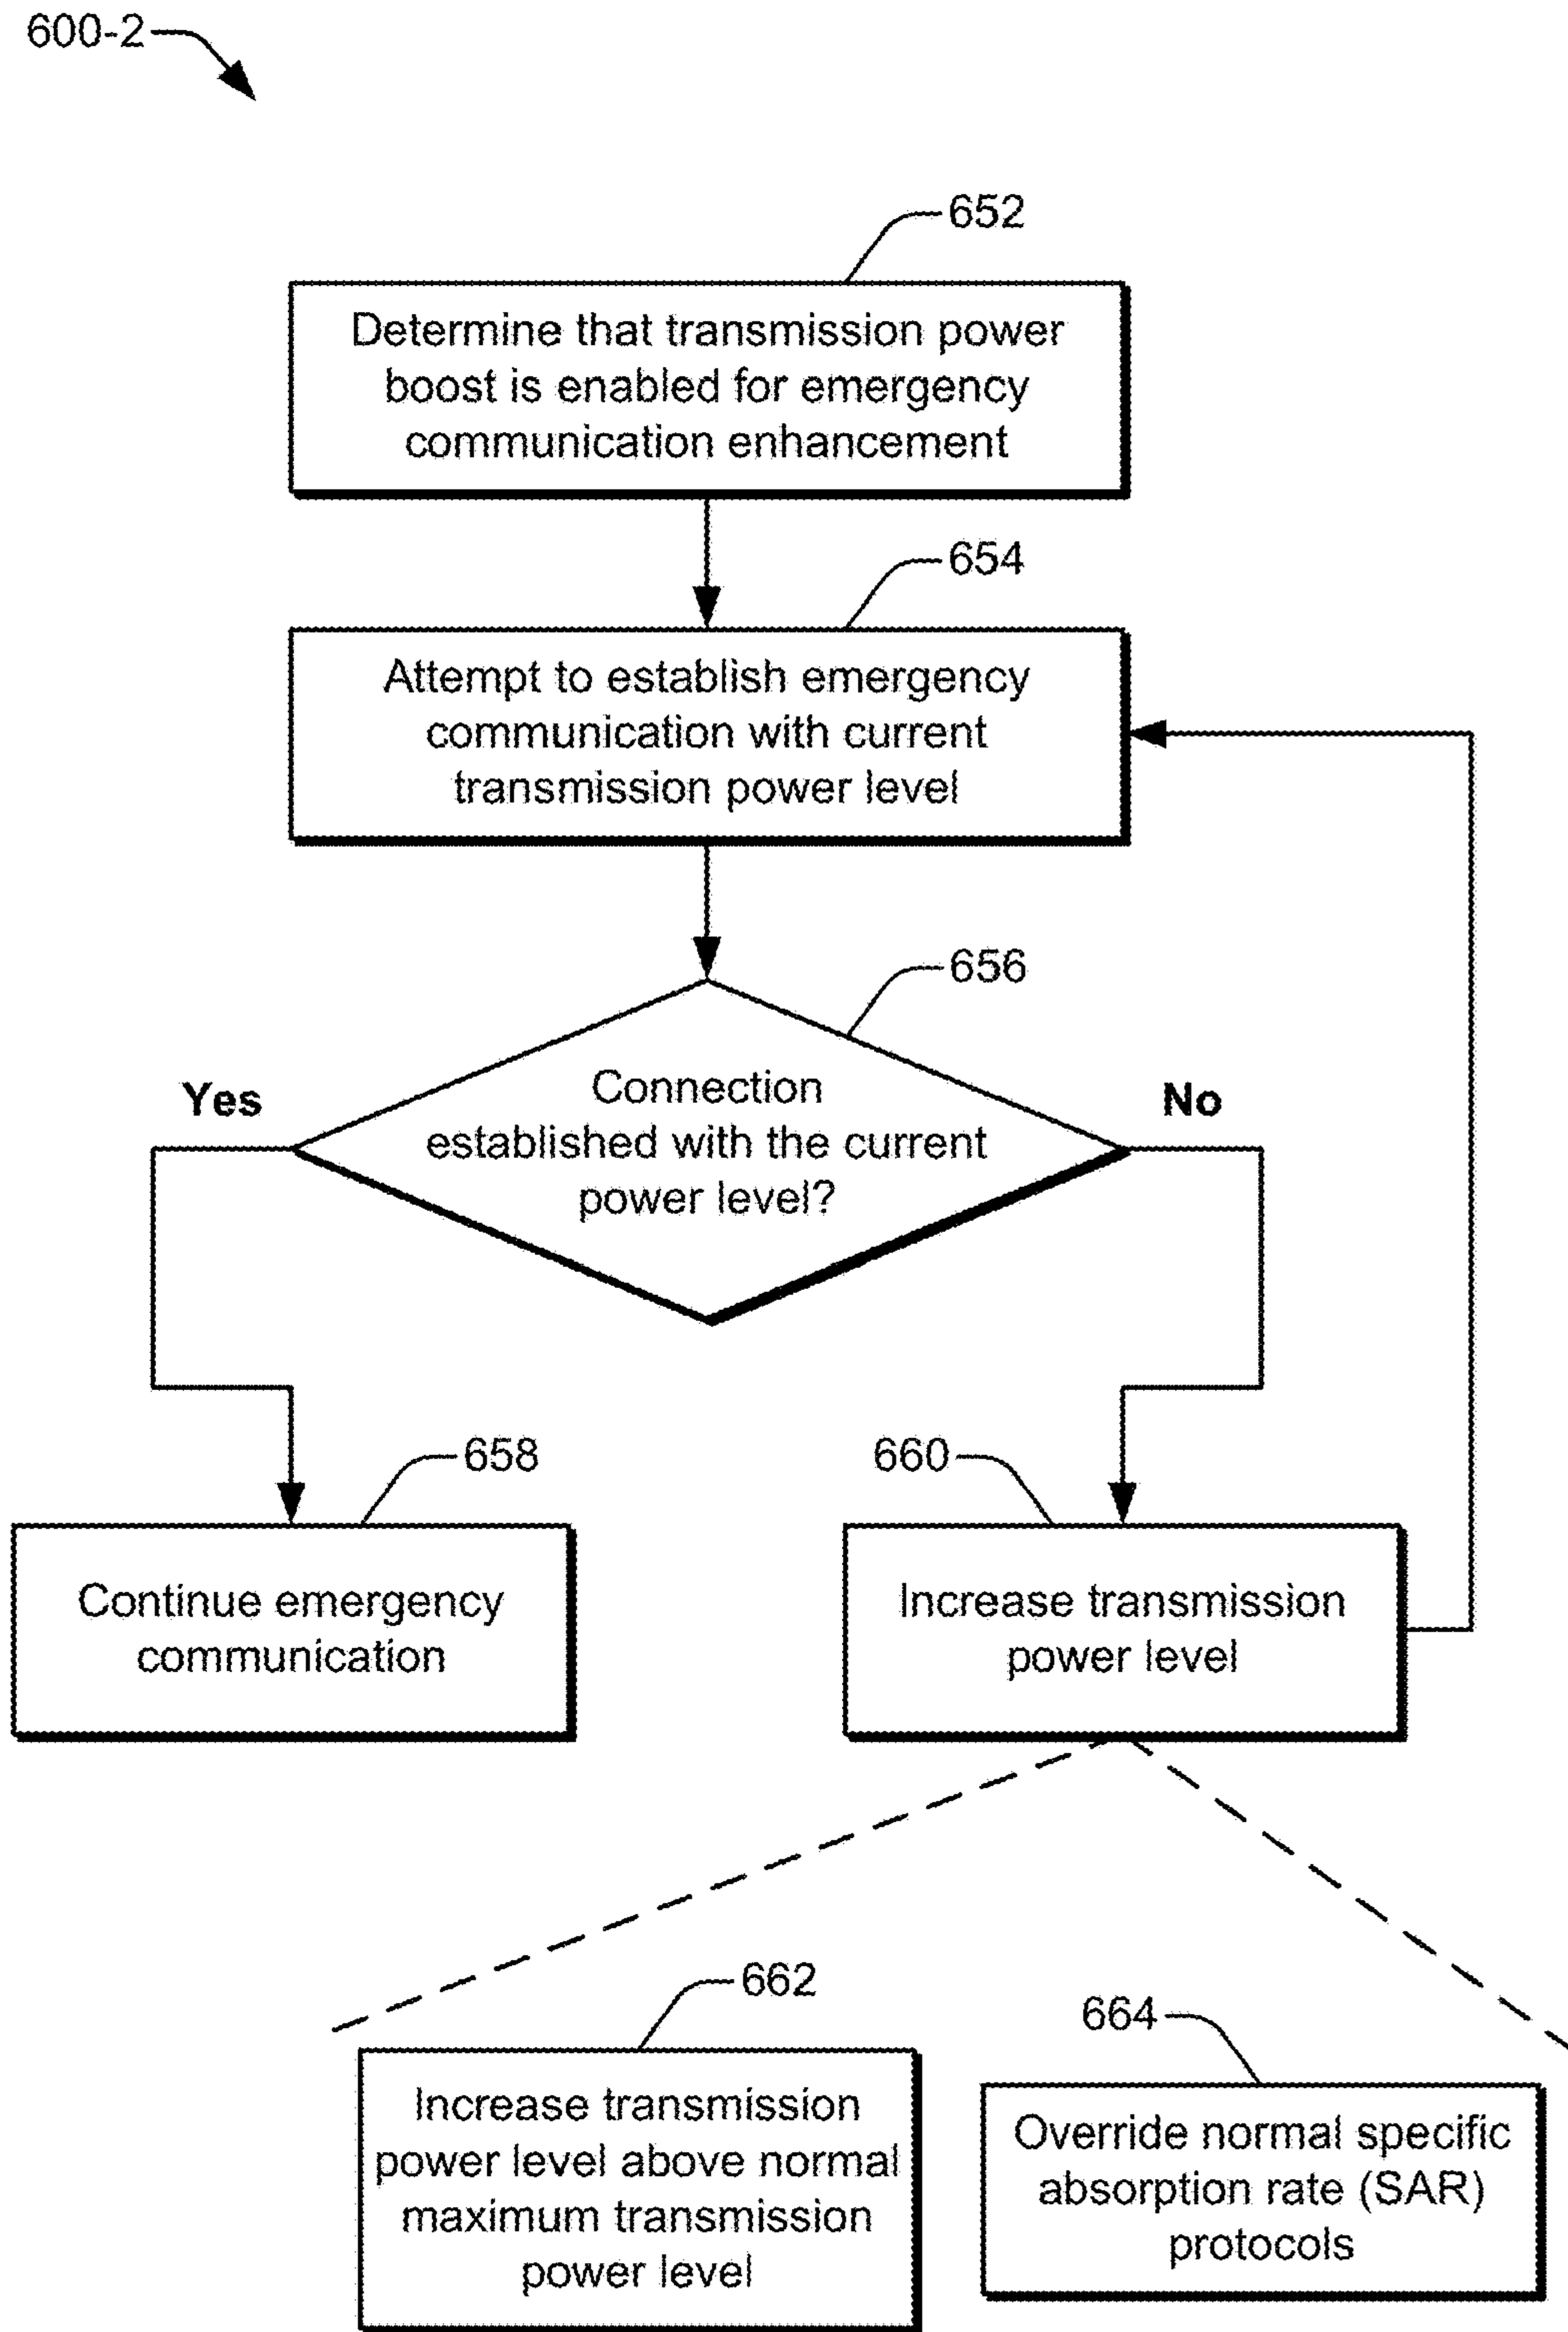 600-2
652
Determine that transmission power
boost is enabled for emergency
communication enhancement
654
Attempt to establish emergency
communication with current
transmission power level
656
Connection
established with the current
power level?
Yes
No
658
Continue emergency
communication
660
Increase transmission
power level
662
Increase transmission
power level above normal
maximum transmission
power level
664
Override normal specific
absorption rate (SAR)
protocols